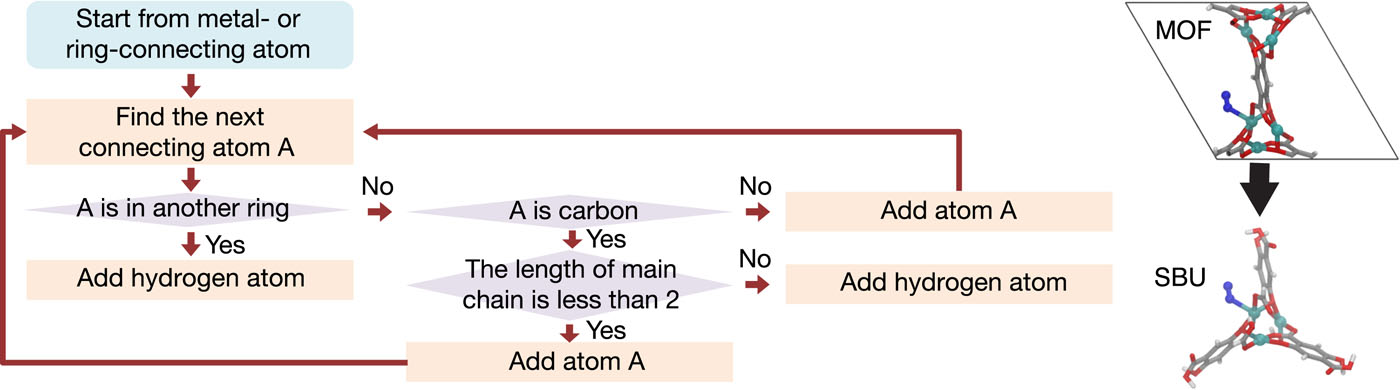 Start from metal- or
ring-connecting atom
Find the next
connecting atom A
A is in another ring
No
A is carbon
No
Add atom A
Yes
Add hydrogen atom
Yes
The length of main
chain is less than 2
No
Add hydrogen atom
Yes
Add atom A
MOF
SBU